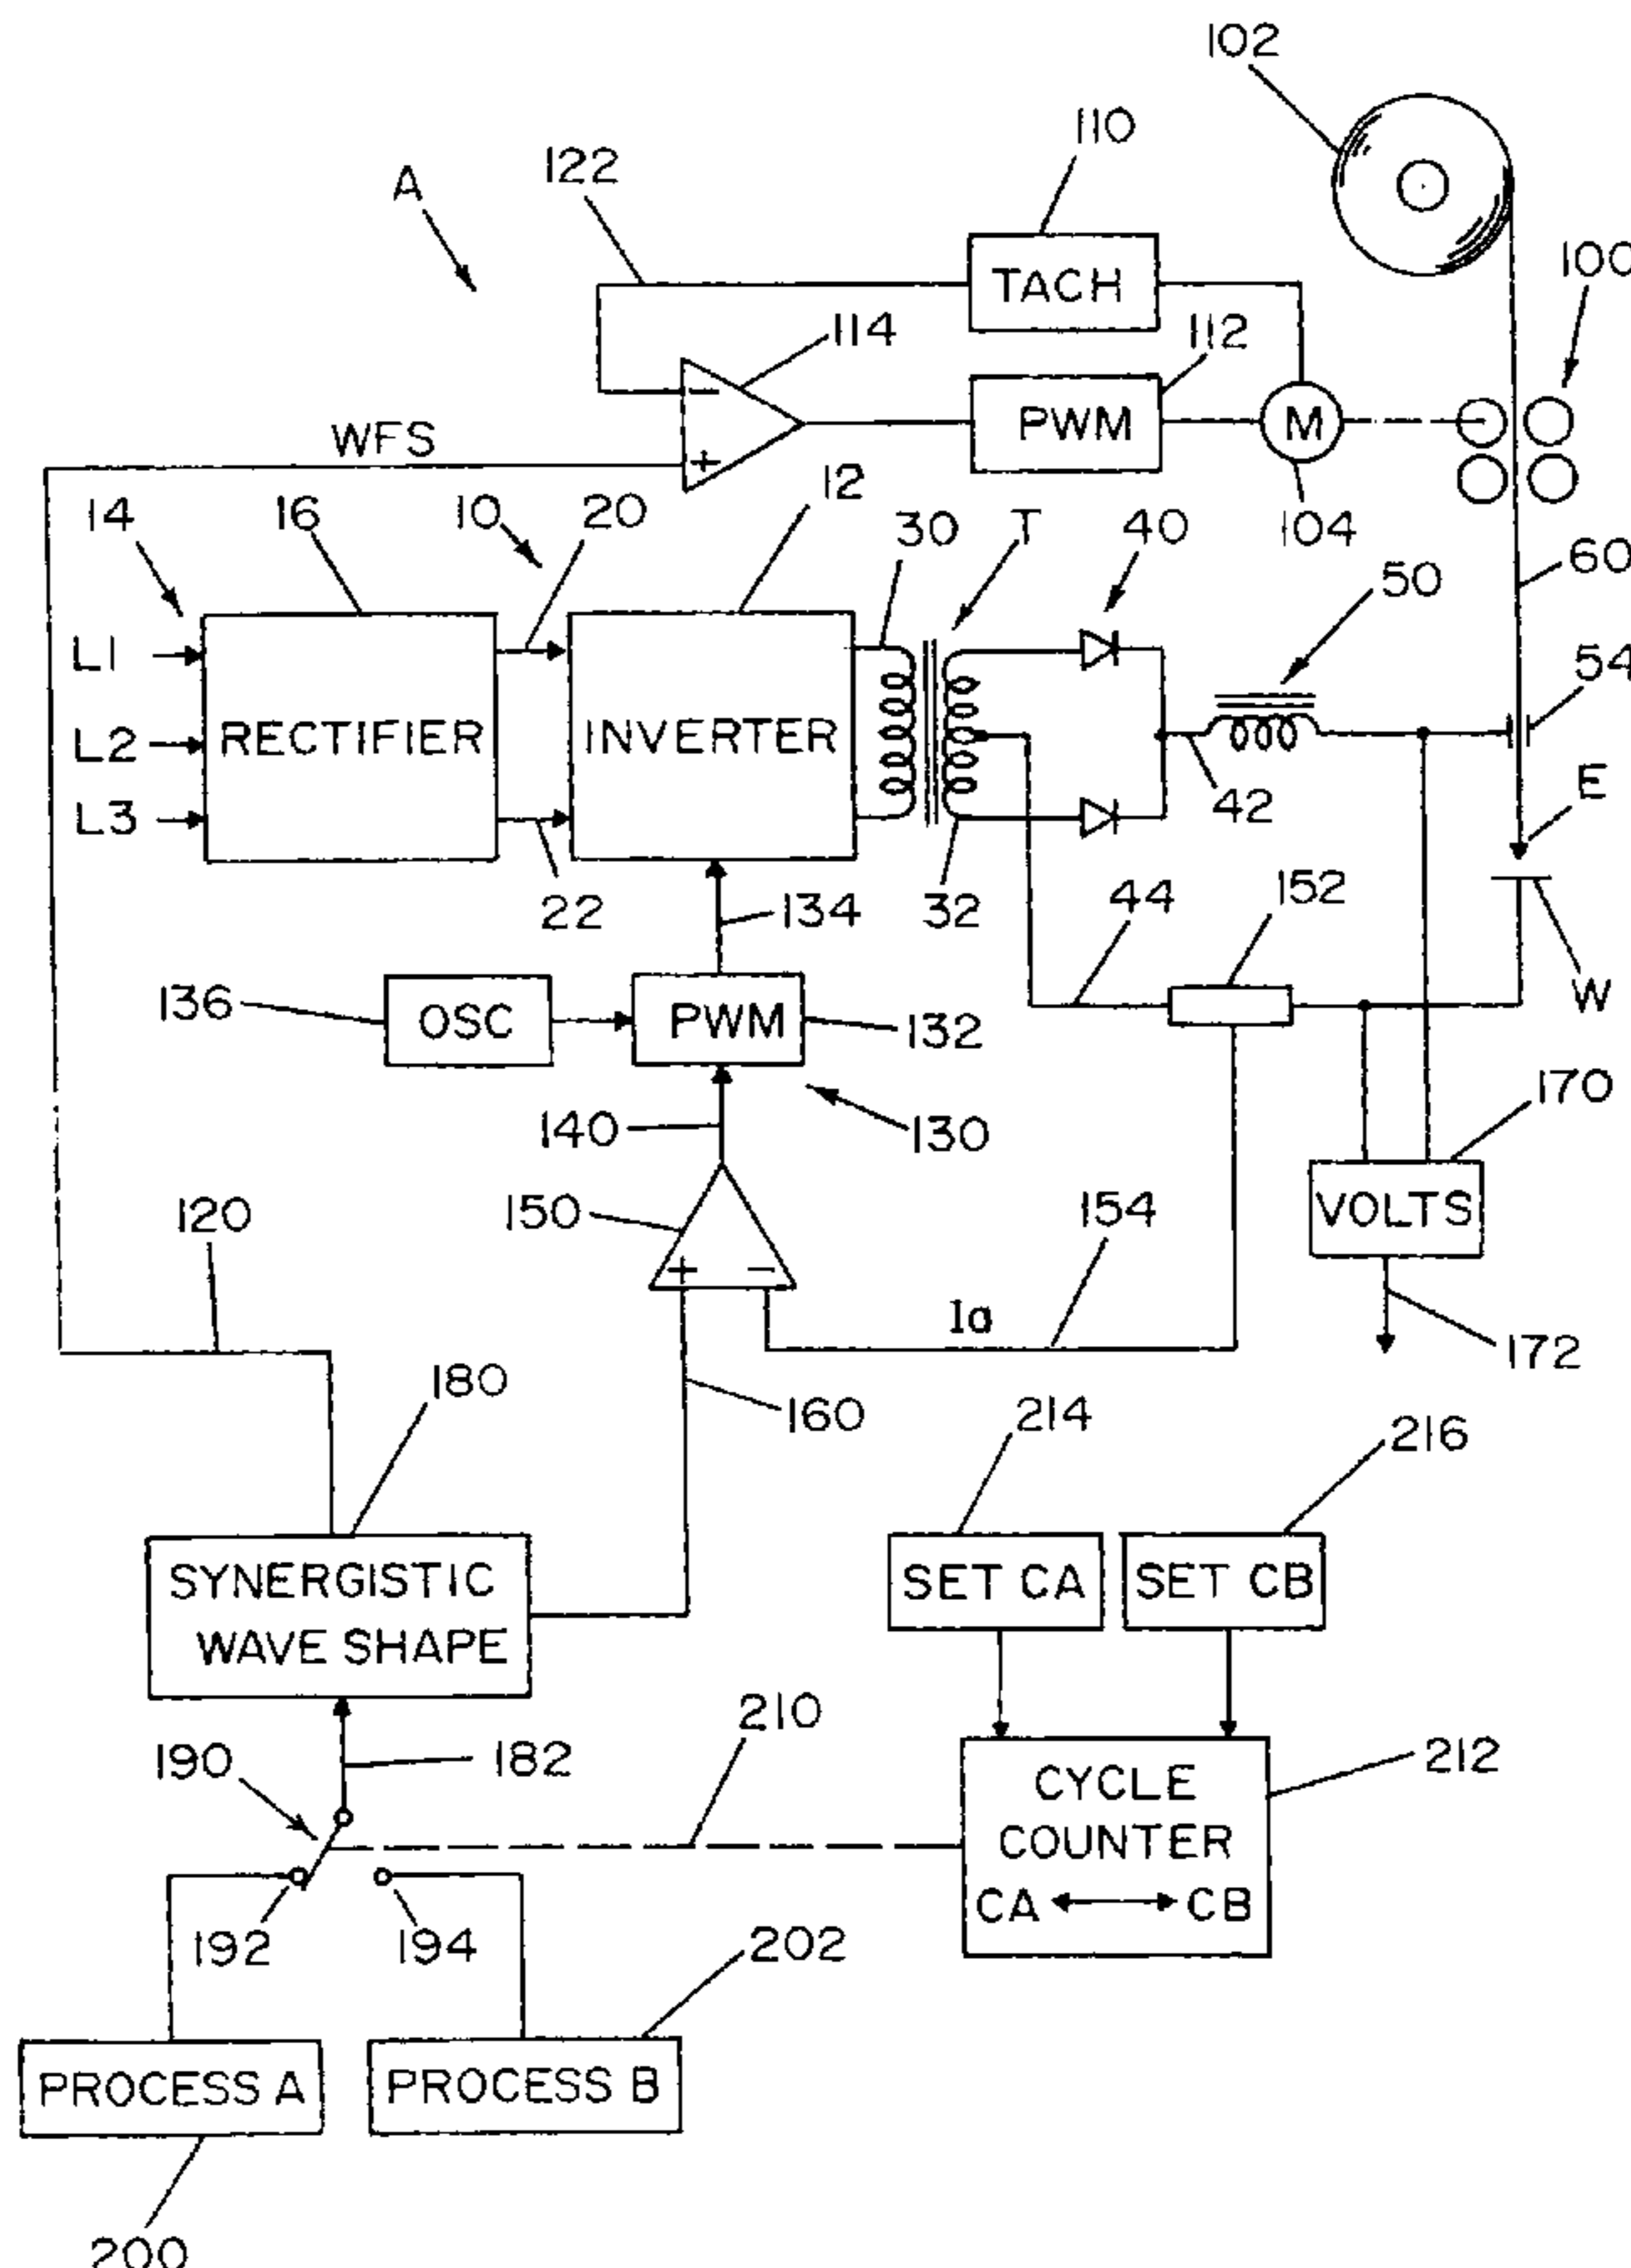 102
110
122
A
TACH
100
114
112
PWM
M
WFS
12
14
16
10
20
30
T
40
104
60
50
L1
54
RECTIFIER
INVERTER
L2
E
L3
42
22
134
32
44
152
W
136
OSC
PWM
132
170
140
130
120
150
154
VOLTS
+ −
Ia
172
180
160
214
216
SYNERGISTIC
WAVE SHAPE
SET CA
SET CB
210
190
182
CYCLE
COUNTER
CA ↔ CB
212
192
194
202
PROCESS A
PROCESS B
200